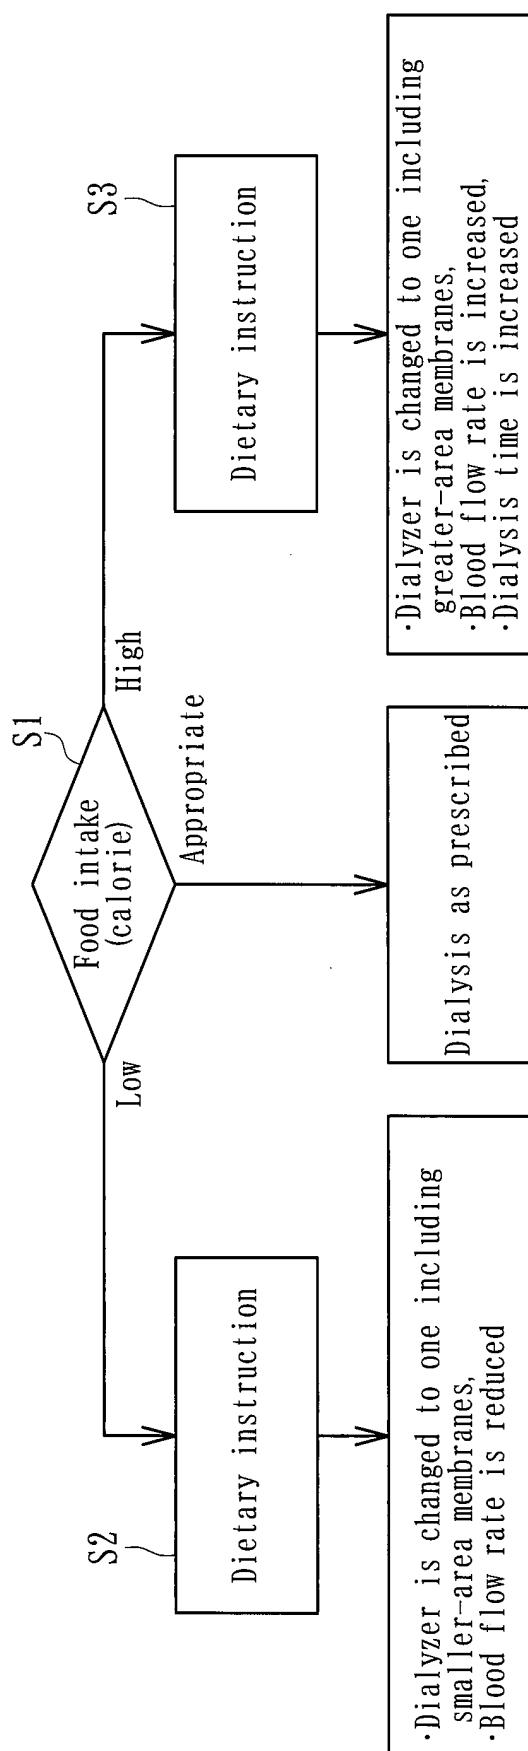 S1
Food intake
(calorie)
Low
High
Appropriate
S2
Dietary instruction
S3
Dietary instruction
·Dialyzer is changed to one including
smaller-area membranes,
·Blood flow rate is reduced
Dialysis as prescribed
·Dialyzer is changed to one including
greater-area membranes,
·Blood flow rate is increased,
·Dialysis time is increased